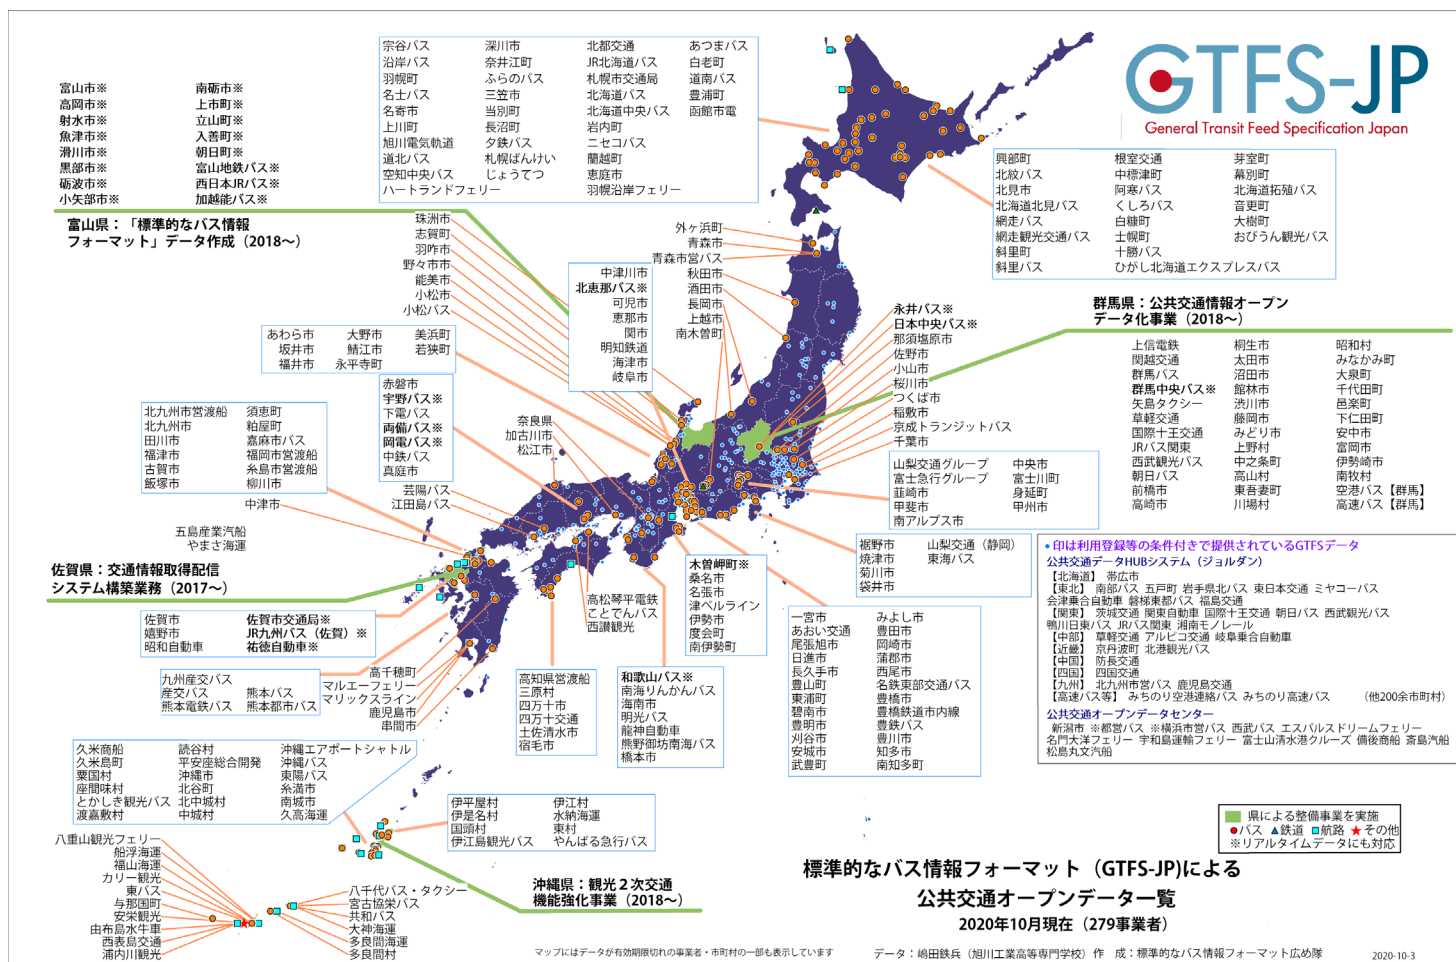 GTFS-JP
General Transit Feed Specification Japan
富山市※ 南砺市※
高岡市※ 上市町※
射水市※ 立山町※
魚津市※ 入善町※
滑川市※ 朝日町※
黒部市※ 富山地鉄バス※
砺波市※ 西日本JRバス※
小矢部市※ 加越能バス※
富山県：「標準的なバス情報
フォーマット」データ作成（2018～）
宗谷バス 深川市 北都交通 あつまバス
沿岸バス 奈井江町 JR北海道バス 白老町
羽幌町 ふらのバス 札幌市交通局 道南バス
名士バス 三笠市 北海道バス 豊浦町
名寄市 当別町 北海道中央バス 函館市電
上川町 長沼町 岩内町
旭川電気軌道 夕鉄バス ニセコバス
道北バス 札幌ばんけい 蘭越町
空知中央バス じょうてつ 恵庭市
ハートランドフェリー 羽幌沿岸フェリー
興部町 根室交通 芽室町
北紋バス 中標津町 幕別町
北見市 阿寒バス 北海道拓殖バス
北海道北見バス くしろバス 音更町
網走バス 白糠町 大樹町
網走観光交通バス 士幌町 おびうん観光バス
斜里町 十勝バス
斜里バス ひがし北海道エクスプレスバス
珠洲市
志賀町
羽咋市
野々市市
能美市
小松市
小松バス
外ヶ浜町
青森市
青森市営バス
秋田市
酒田市
長岡市
上越市
南木曽町
中津川市
北恵那バス※
可児市
恵那市
関市
明知鉄道
海津市
岐阜市
永井バス※
日本中央バス※
那須塩原市
佐野市
小山市
桜川市
つくば市
稲敷市
京成トランジットバス
千葉市
群馬県：公共交通情報オープン
データ化事業（2018～）
上信電鉄 桐生市 昭和村
関越交通 太田市 みなかみ町
群馬バス 沼田市 大泉町
群馬中央バス※ 館林市 千代田町
矢島タクシー 渋川市 邑楽町
草軽交通 藤岡市 下仁田町
国際十王交通 みどり市 安中市
JRバス関東 上野村 富岡市
西武観光バス 中之条町 伊勢崎市
朝日バス 高山村 南牧村
前橋市 東吾妻町 空港バス【群馬】
高崎市 川場村 高速バス【群馬】
あわら市 大野市 美浜町
坂井市 鯖江市 若狭町
福井市 永平寺町
赤磐市
宇野バス※
下電バス
両備バス※
岡電バス※
中鉄バス
真庭市
北九州市営渡船 須恵町
北九州市 粕屋町
田川市 嘉麻市バス
福津市 福岡市営渡船
古賀市 糸島市営渡船
飯塚市 柳川市
中津市
奈良県
加古川市
松江市
芸陽バス
江田島バス
五島産業汽船
やまさ海運
佐賀県：交通情報取得配信
システム構築業務（2017～）
佐賀市 佐賀市交通局※
嬉野市 JR九州バス（佐賀）※
昭和自動車 祐徳自動車※
九州産交バス
産交バス 熊本バス
熊本電鉄バス 熊本都市バス
高千穂町
マルエーフェリー
マリックスライン
鹿児島市
串間市
高松琴平電鉄
ことでんバス
西讃観光
高知県営渡船
三原村
四万十市
四万十交通
土佐清水市
宿毛市
和歌山バス※
南海りんかんバス
海南市
明光バス
龍神自動車
熊野御坊南海バス
橋本市
木曽岬町※
桑名市
名張市
津ベルライン
伊勢市
度会町
南伊勢町
山梨交通グループ 中央市
富士急行グループ 富士川町
韮崎市 身延町
甲斐市 甲州市
南アルプス市
裾野市 山梨交通（静岡）
焼津市 東海バス
菊川市
袋井市
一宮市 みよし市
あおい交通 豊田市
尾張旭市 岡崎市
日進市 蒲郡市
長久手市 西尾市
豊山町 名鉄東部交通バス
東浦町 豊橋市
碧南市 豊橋鉄道市内線
豊明市 豊鉄バス
刈谷市 豊川市
安城市 知多市
武豊町 南知多町
●印は利用登録等の条件付きで提供されているGTFSデータ
公共交通データHUBシステム（ジョルダン）
【北海道】 帯広市
【東北】 南部バス 五戸町 岩手県北バス 東日本交通 ミヤコーバス
会津乗合自動車 磐梯東都バス 福島交通
【関東】 茨城交通 関東自動車 国際十王交通 朝日バス 西武観光バス
鴨川日東バス JRバス関東 湘南モノレール
【中部】 草軽交通 アルピコ交通 岐阜乗合自動車
【近畿】 京丹波町 北港観光バス
【中国】 防長交通
【四国】 四国交通
【九州】 北九州市営バス 鹿児島交通
【高速バス等】 みちのり空港連絡バス みちのり高速バス （他200余市町村）
公共交通オープンデータセンター
新潟市 ※都営バス ※横浜市営バス 西武バス エスパルスドリームフェリー
名門大洋フェリー 宇和島運輸フェリー 富士山清水港クルーズ 備後商船 斎島汽船
松島丸文汽船
久米商船 読谷村 沖縄エアポートシャトル
久米島町 平安座総合開発 沖縄バス
粟国村 沖縄市 東陽バス
座間味村 北谷町 糸満市
とかしき観光バス 北中城村 南城市
渡嘉敷村 中城村 久高海運
伊平屋村 伊江村
伊是名村 水納海運
国頭村 東村
伊江島観光バス やんばる急行バス
沖縄県：観光２次交通
機能強化事業（2018～）
八重山観光フェリー
船浮海運
福山海運
カリー観光
東バス
与那国町
安栄観光
由布島水牛車
西表島交通
浦内川観光
八千代バス・タクシー
宮古協栄バス
共和バス
大神海運
多良間海運
多良間村
県による整備事業を実施
●バス ▲鉄道 ■航路 ★その他
※リアルタイムデータにも対応
標準的なバス情報フォーマット（GTFS-JP)による
公共交通オープンデータ一覧
2020年10月現在（279事業者）
マップにはデータが有効期限切れの事業者・市町村の一部も表示しています
データ：嶋田鉄兵（旭川工業高等専門学校）作 成：標準的なバス情報フォーマット広め隊
2020-10-3